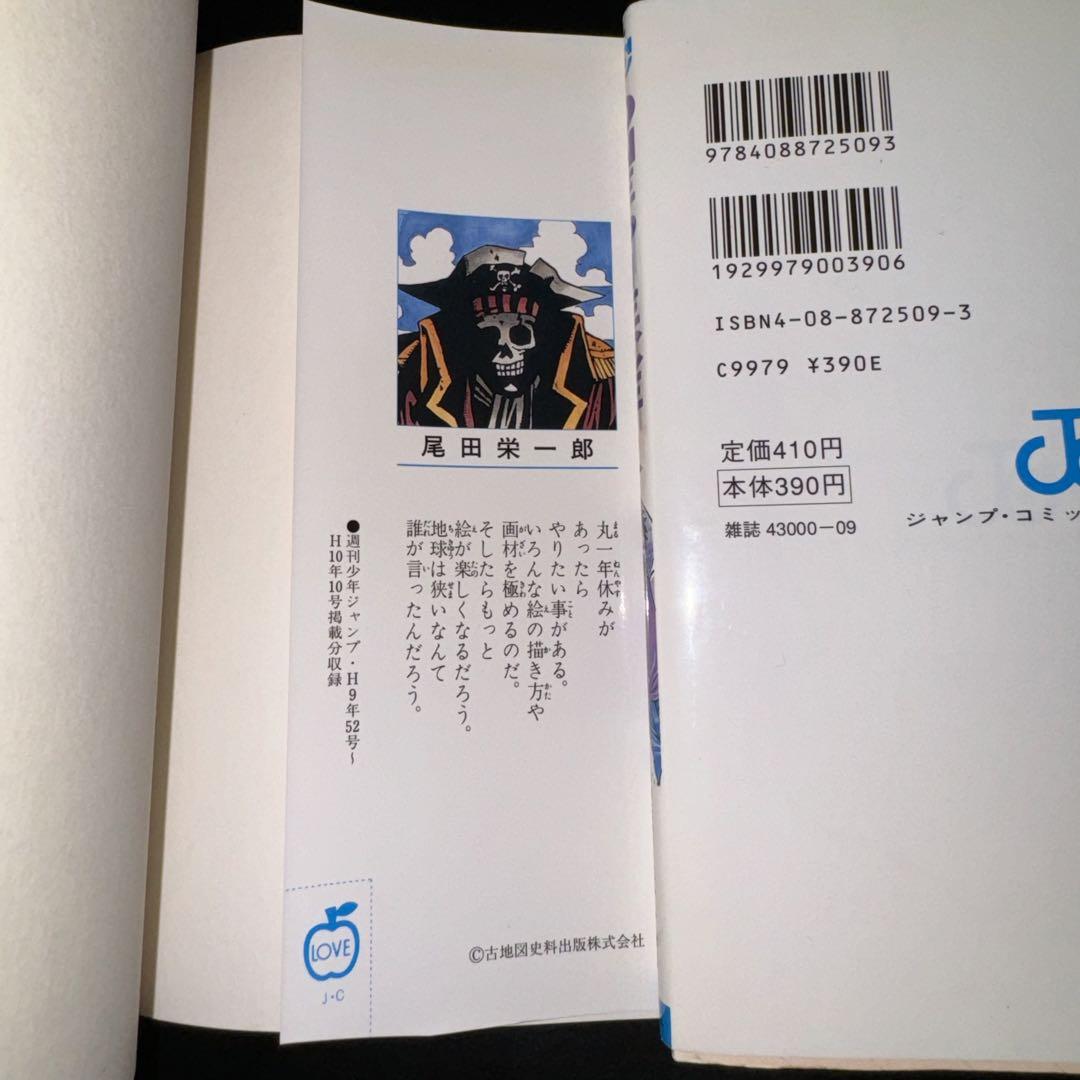 尾田栄一郎
丸一年休みが
あったら
やりたい事がある。
いろんな絵の描き方や
画材を極めるのだ。
そしたらもっと
絵が楽しくなるだろう。
地球は狭いなんて
誰が言ったんだろう。
●週刊少年ジャンプ・H9年52号~
H10年10号掲載分収録
LOVE
J・C
©古地図史料出版株式会社
9784088725093
1929979003906
ISBN4-08-872509-3
C9979 ¥390E
定価410円
本体390円
雑誌 43000-09
ジャンプ・コミッ